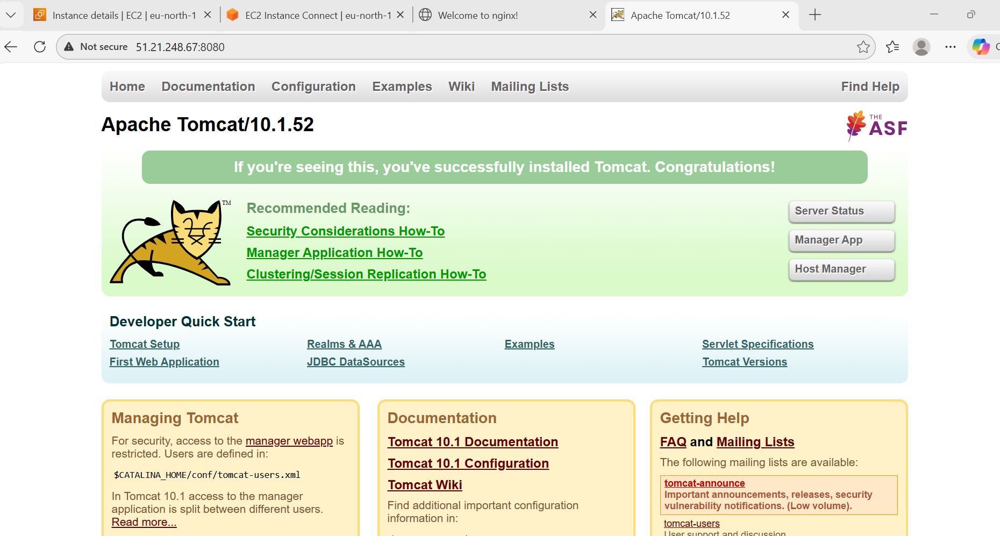 Instance details | EC2 | eu-north-1
EC2 Instance Connect | eu-north-1
Welcome to nginx!
Apache Tomcat/10.1.52
Not secure 51.21.248.67:8080
Home Documentation Configuration Examples Wiki Mailing Lists Find Help
Apache Tomcat/10.1.52
THE
ASF
If you're seeing this, you've successfully installed Tomcat. Congratulations!
TM
Recommended Reading:
Security Considerations How-To
Manager Application How-To
Clustering/Session Replication How-To
Server Status
Manager App
Host Manager
Developer Quick Start
Tomcat Setup
First Web Application
Realms & AAA
JDBC DataSources
Examples
Servlet Specifications
Tomcat Versions
Managing Tomcat
For security, access to the manager webapp is
restricted. Users are defined in:
$CATALINA_HOME/conf/tomcat-users.xml
In Tomcat 10.1 access to the manager
application is split between different users.
Read more...
Documentation
Tomcat 10.1 Documentation
Tomcat 10.1 Configuration
Tomcat Wiki
Find additional important configuration
information in:
Getting Help
FAQ and Mailing Lists
The following mailing lists are available:
tomcat-announce
Important announcements, releases, security
vulnerability notifications. (Low volume).
tomcat-users
User support and discussion